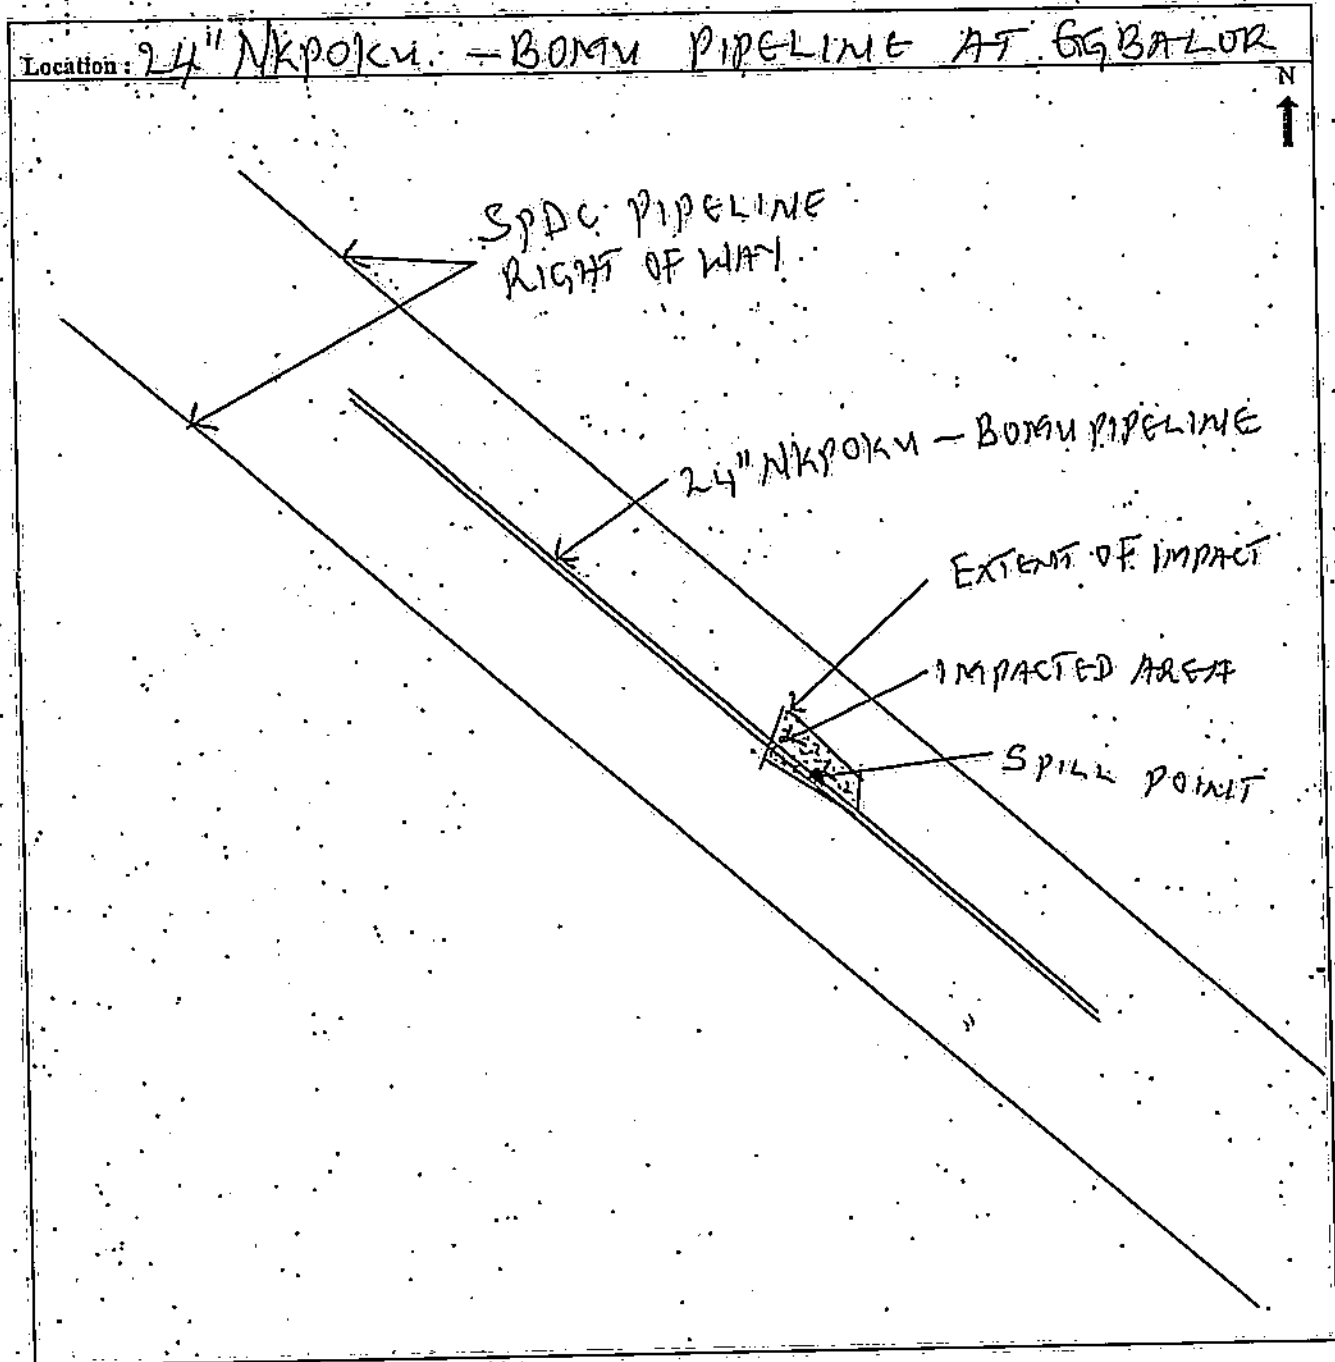 Location: 24" NKPOKU - BOMU PIPELINE AT EGBALOR
N
SPDC PIPELINE
RIGHT OF WAY
24" NKPOKU - BOMU PIPELINE
EXTENT OF IMPACT
IMPACTED AREA
SPILL POINT